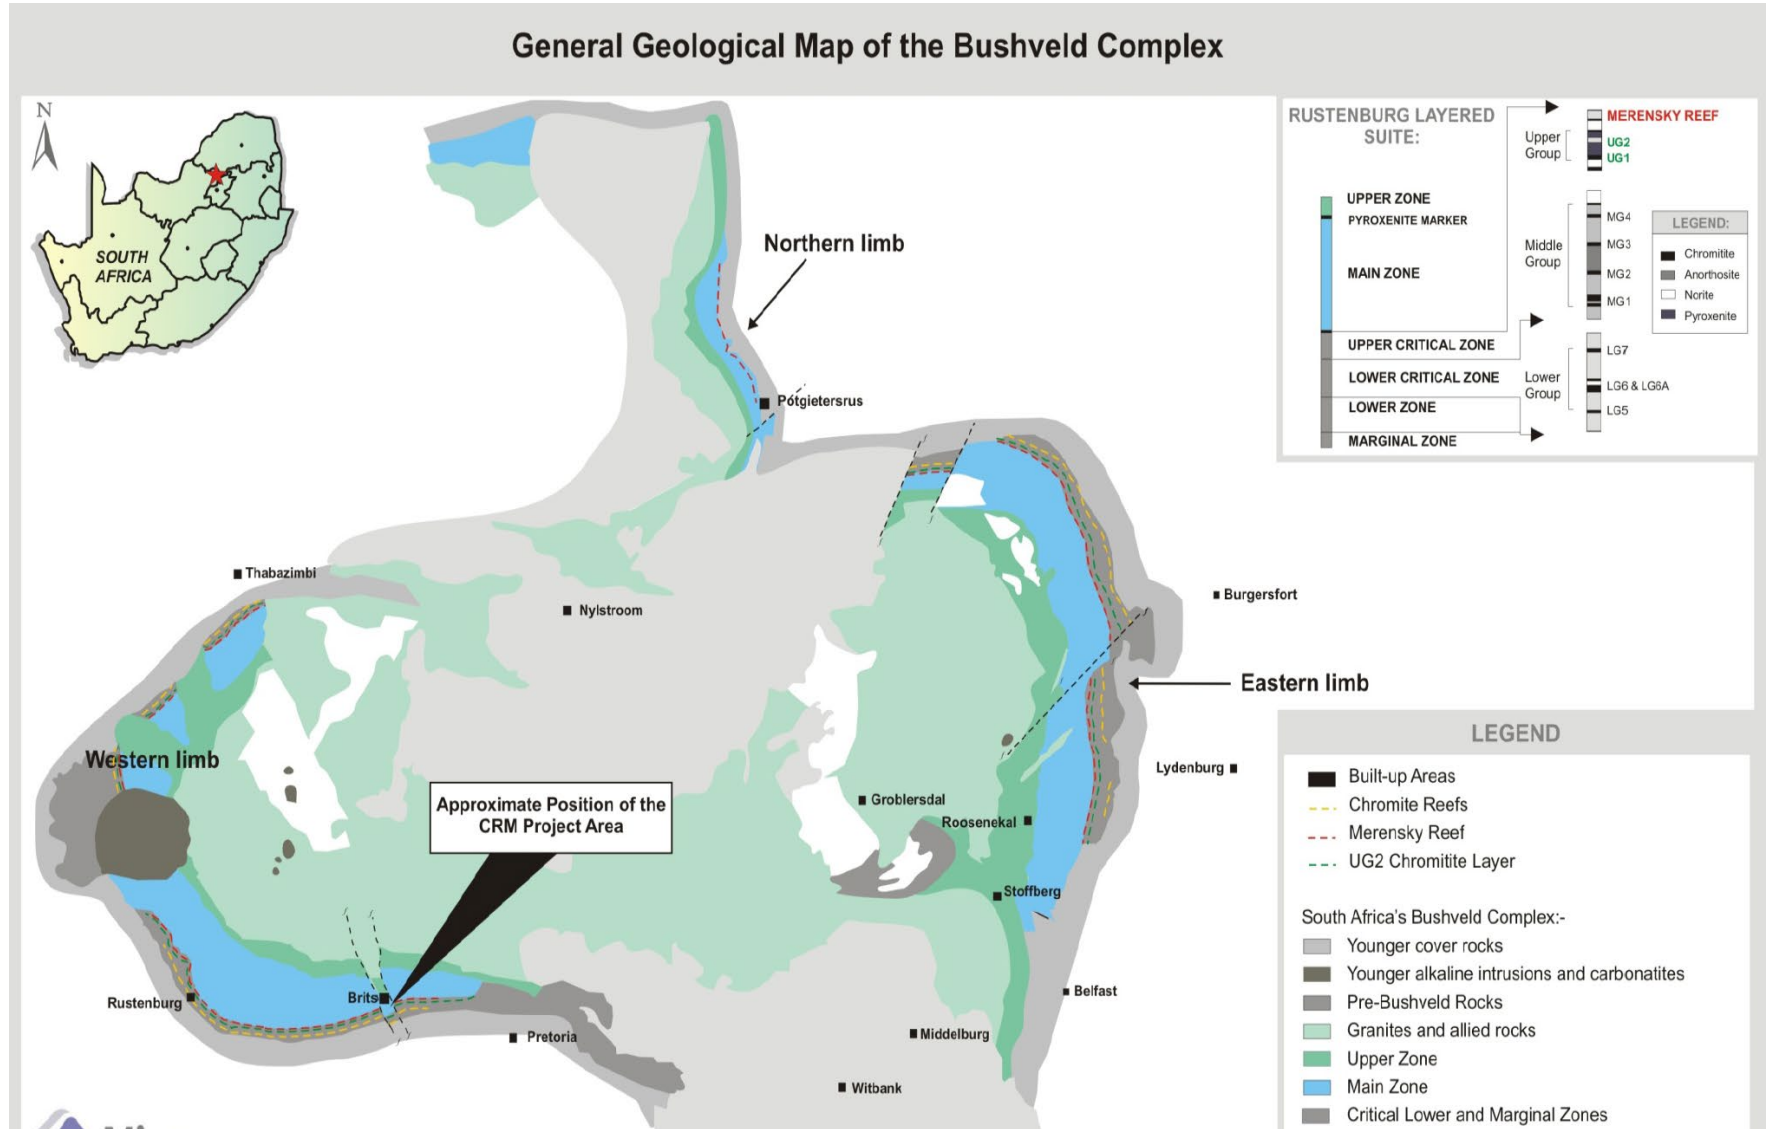 General Geological Map of the Bushveld Complex
N
SOUTH
AFRICA
Northern limb
Potgietersrus
Thabazimbi
Nylstroom
Burgersfort
Eastern limb
Western limb
Lydenburg
Approximate Position of the
CRM Project Area
Groblersdal
Roosenekal
Stoffberg
Rustenburg
Brits
Belfast
Pretoria
Middelburg
Witbank
RUSTENBURG LAYERED
SUITE:
UPPER ZONE
PYROXENITE MARKER
MAIN ZONE
UPPER CRITICAL ZONE
LOWER CRITICAL ZONE
LOWER ZONE
MARGINAL ZONE
Upper
Group
MERENSKY REEF
UG2
UG1
Middle
Group
MG4
MG3
MG2
MG1
Lower
Group
LG7
LG6 & LG6A
LG5
LEGEND:
Chromitite
Anorthosite
Norite
Pyroxenite
LEGEND
Built-up Areas
Chromite Reefs
Merensky Reef
UG2 Chromitite Layer
South Africa's Bushveld Complex:-
Younger cover rocks
Younger alkaline intrusions and carbonatites
Pre-Bushveld Rocks
Granites and allied rocks
Upper Zone
Main Zone
Critical Lower and Marginal Zones